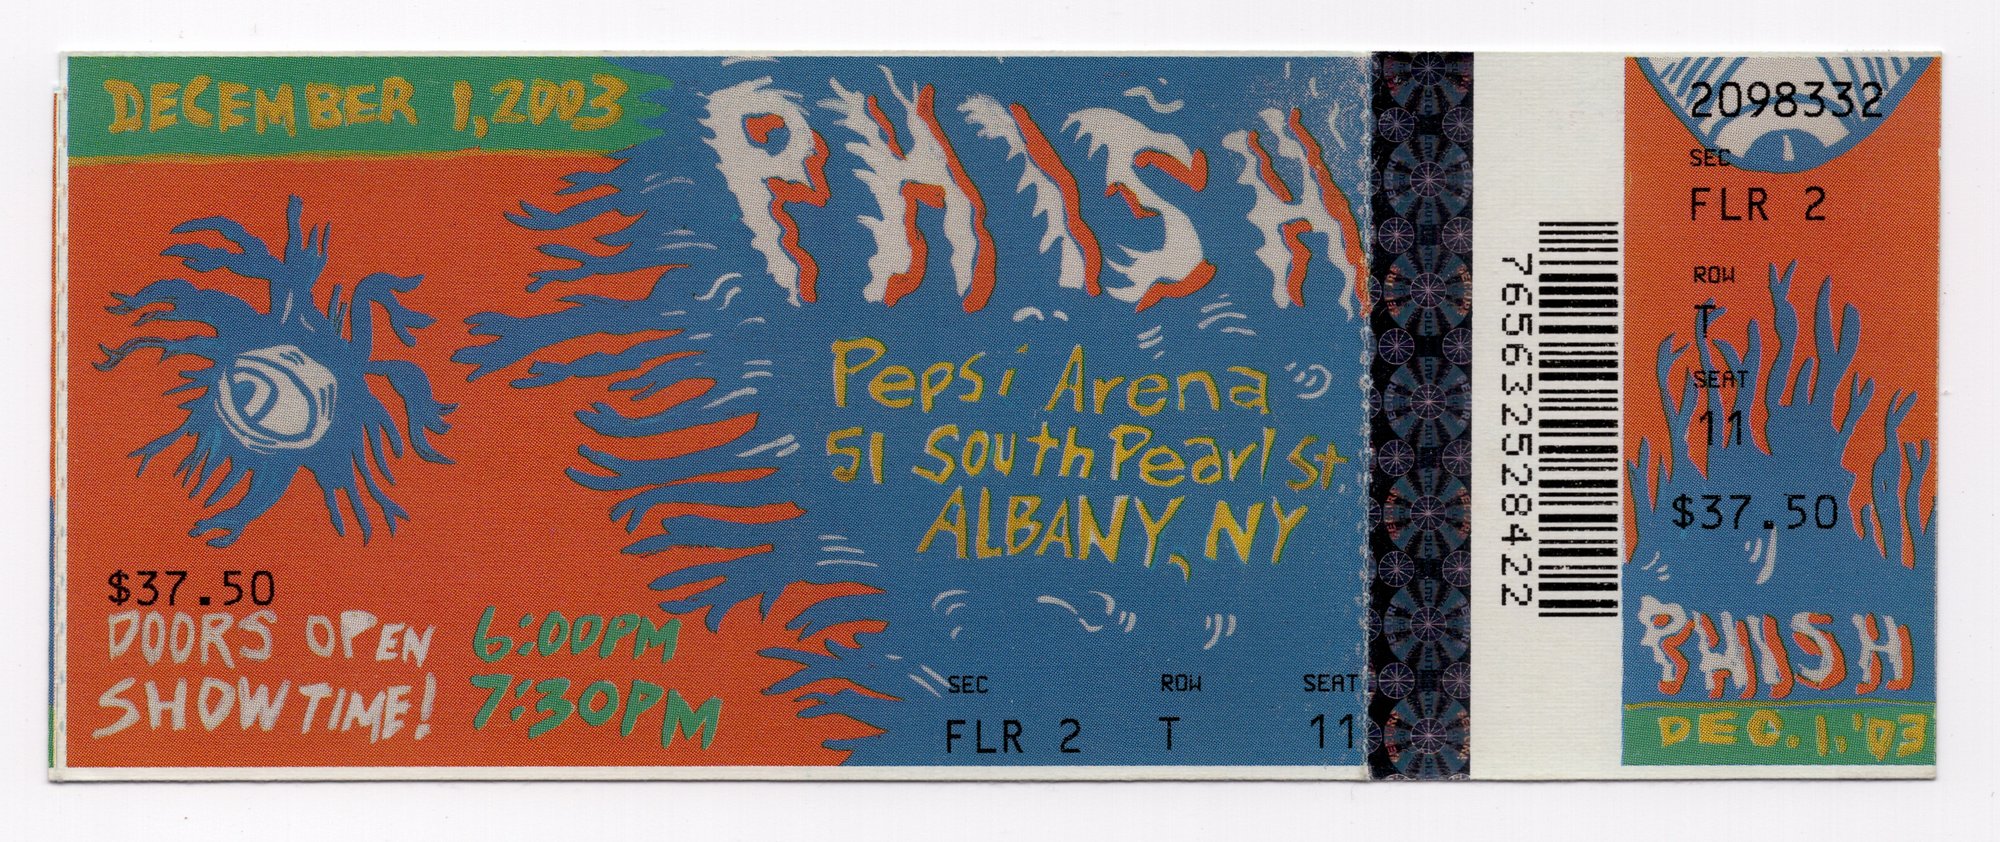 DECEMBER 1, 2003
PHISH
Pepsi Arena
51 South Pearl St.
ALBANY, NY
$37.50
DOORS OPEN 6:00PM
SHOWTIME! 7:30PM
SEC ROW SEAT
FLR 2 T 11
765632528422
2098332
SEC
FLR 2
ROW
T
SEAT
11
$37.50
PHISH
DEC. 1. '03